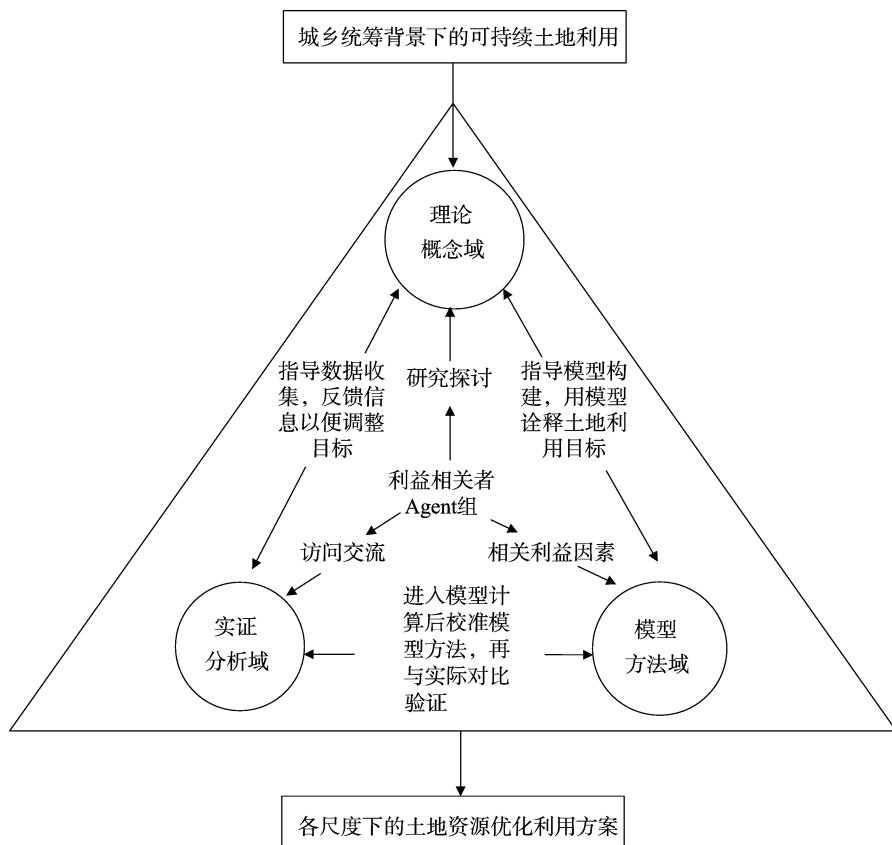 城乡统筹背景下的可持续土地利用
理论
概念域
指导数据收
集，反馈信
息以便调整
目标
研究探讨
指导模型构
建，用模型
诠释土地利
用目标
利益相关者
Agent组
访问交流
相关利益因素
实证
分析域
进入模型计
算后校准模
型方法，再
与实际对比
验证
模型
方法域
各尺度下的土地资源优化利用方案